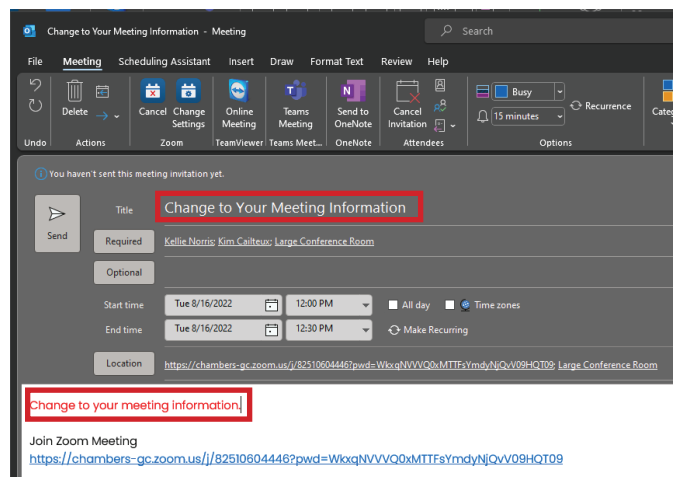 Change to Your Meeting Information - Meeting
Search
File Meeting Scheduling Assistant Insert Draw Format Text Review Help
Delete
Cancel
Change Settings
Online Meeting
Teams Meeting
Send to OneNote
Cancel Invitation
Busy
15 minutes
Recurrence
Undo Actions Zoom TeamViewer Teams Meet... OneNote Attendees Options
You haven't sent this meeting invitation yet.
Send
Title Change to Your Meeting Information
Required Kellie Norris; Kim Cailteux; Large Conference Room
Optional
Start time Tue 8/16/2022 12:00 PM All day Time zones
End time Tue 8/16/2022 12:30 PM Make Recurring
Location https://chambers-gc.zoom.us/j/82510604446?pwd=WkxqNVVVQ0xMTTFsYmdyNjQvV09HQT09; Large Conference Room
Change to your meeting information.
Join Zoom Meeting
https://chambers-gc.zoom.us/j/82510604446?pwd=WkxqNVVVQ0xMTTFsYmdyNjQvV09HQT09